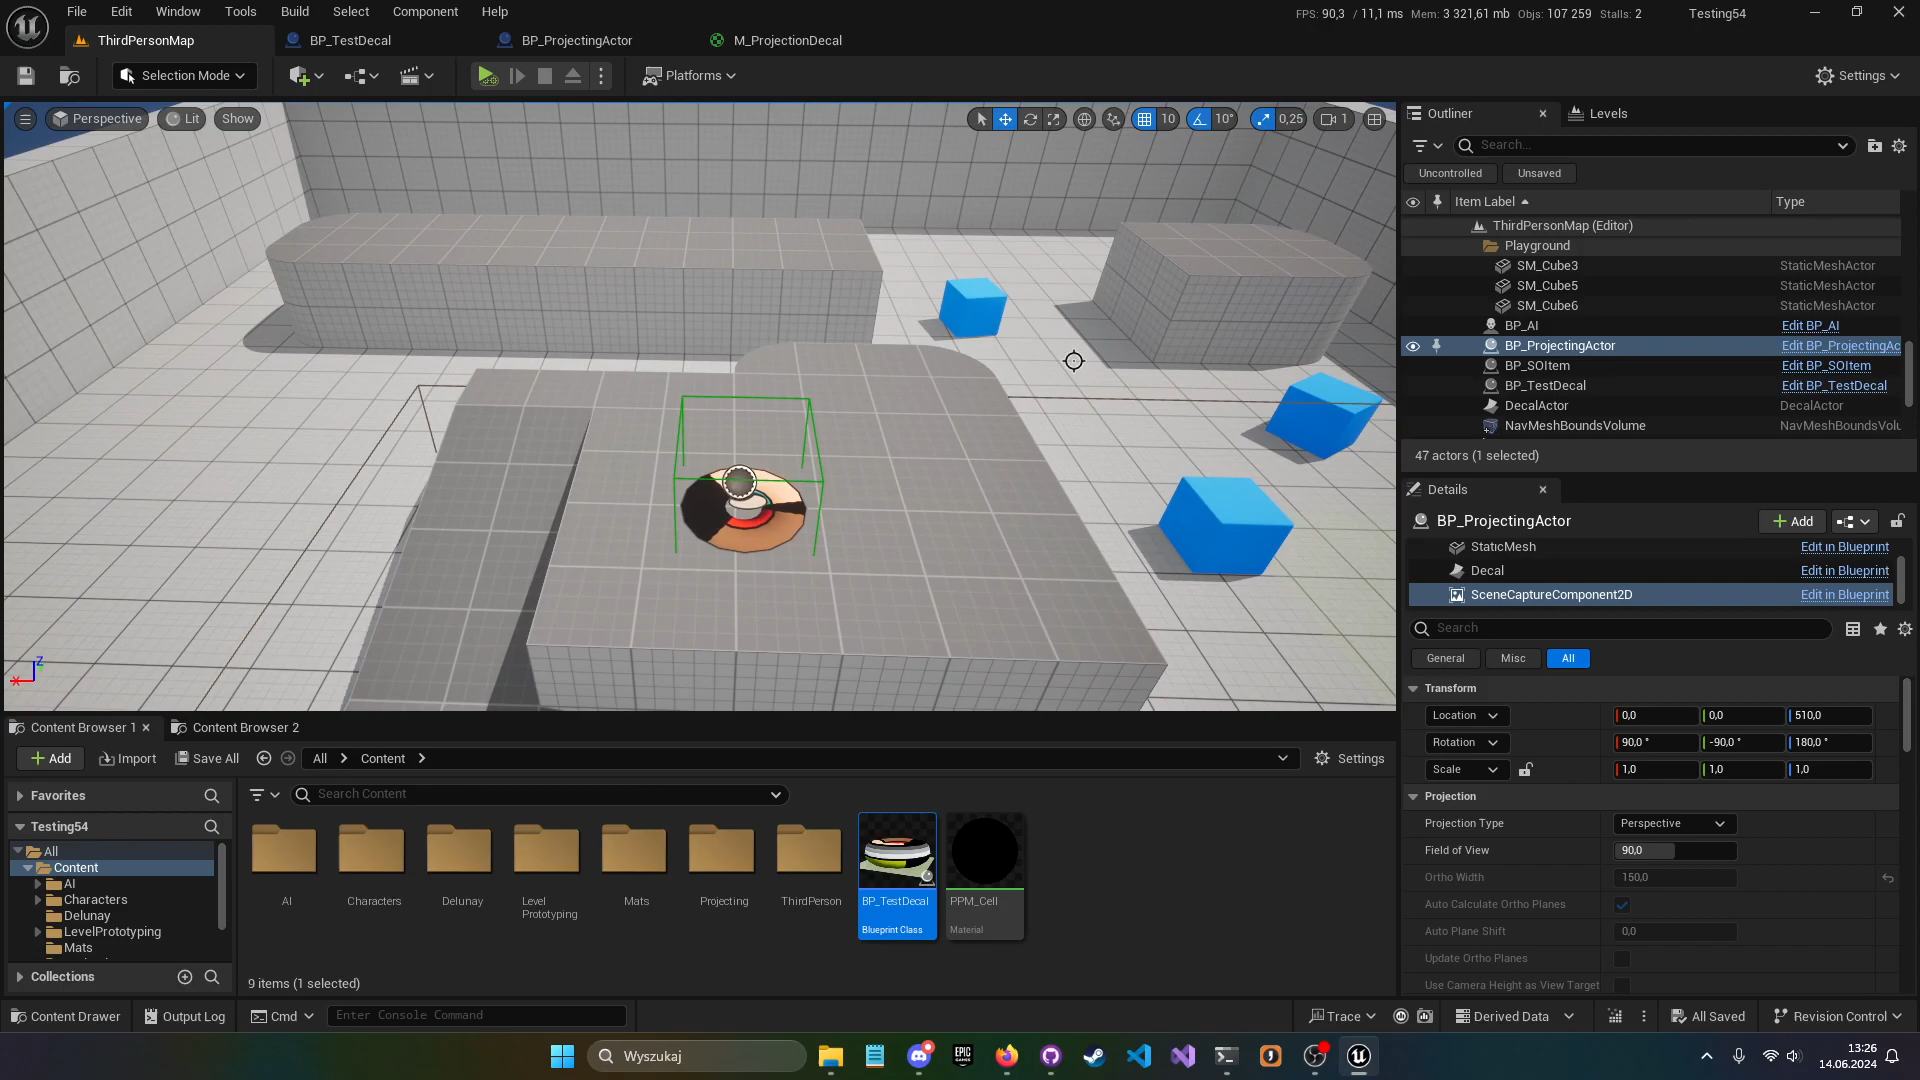 File Edit Window Tools Build Select Component Help
FPS: 90,3 / 11,1 ms Mem: 3 321,61 mb Objs: 107 259 Stalls: 2 Testing54
ThirdPersonMap BP_TestDecal BP_ProjectingActor M_ProjectionDecal
Selection Mode Platforms Settings
Perspective Lit Show 10 10° 0,25 1
Outliner Levels
Search...
Uncontrolled Unsaved
Item Label Type
ThirdPersonMap (Editor)
Playground
SM_Cube3 StaticMeshActor
SM_Cube5 StaticMeshActor
SM_Cube6 StaticMeshActor
BP_AI Edit BP_AI
BP_ProjectingActor Edit BP_ProjectingAc
BP_SOItem Edit BP_SOItem
BP_TestDecal Edit BP_TestDecal
DecalActor DecalActor
NavMeshBoundsVolume NavMeshBoundsVolu
47 actors (1 selected)
Details
BP_ProjectingActor Add
StaticMesh Edit in Blueprint
Decal Edit in Blueprint
SceneCaptureComponent2D Edit in Blueprint
Search
General Misc All
Transform
Location 0,0 0,0 510,0
Rotation 90,0 ° -90,0 ° 180,0 °
Scale 1,0 1,0 1,0
Projection
Projection Type Perspective
Field of View 90,0
Ortho Width 150,0
Auto Calculate Ortho Planes
Auto Plane Shift 0,0
Update Ortho Planes
Use Camera Height as View Target
Z
X
Content Browser 1 Content Browser 2
Add Import Save All All Content Settings
Favorites
Testing54
All
Content
AI
Characters
Delunay
LevelPrototyping
Mats
Collections
Search Content
AI
Characters
Delunay
Level
Prototyping
Mats
Projecting
ThirdPerson
BP_TestDecal
Blueprint Class
PPM_Cell
Material
9 items (1 selected)
Content Drawer Output Log Cmd Enter Console Command Trace Derived Data All Saved Revision Control
Wyszukaj
EPIC
GAMES
13:26
14.06.2024